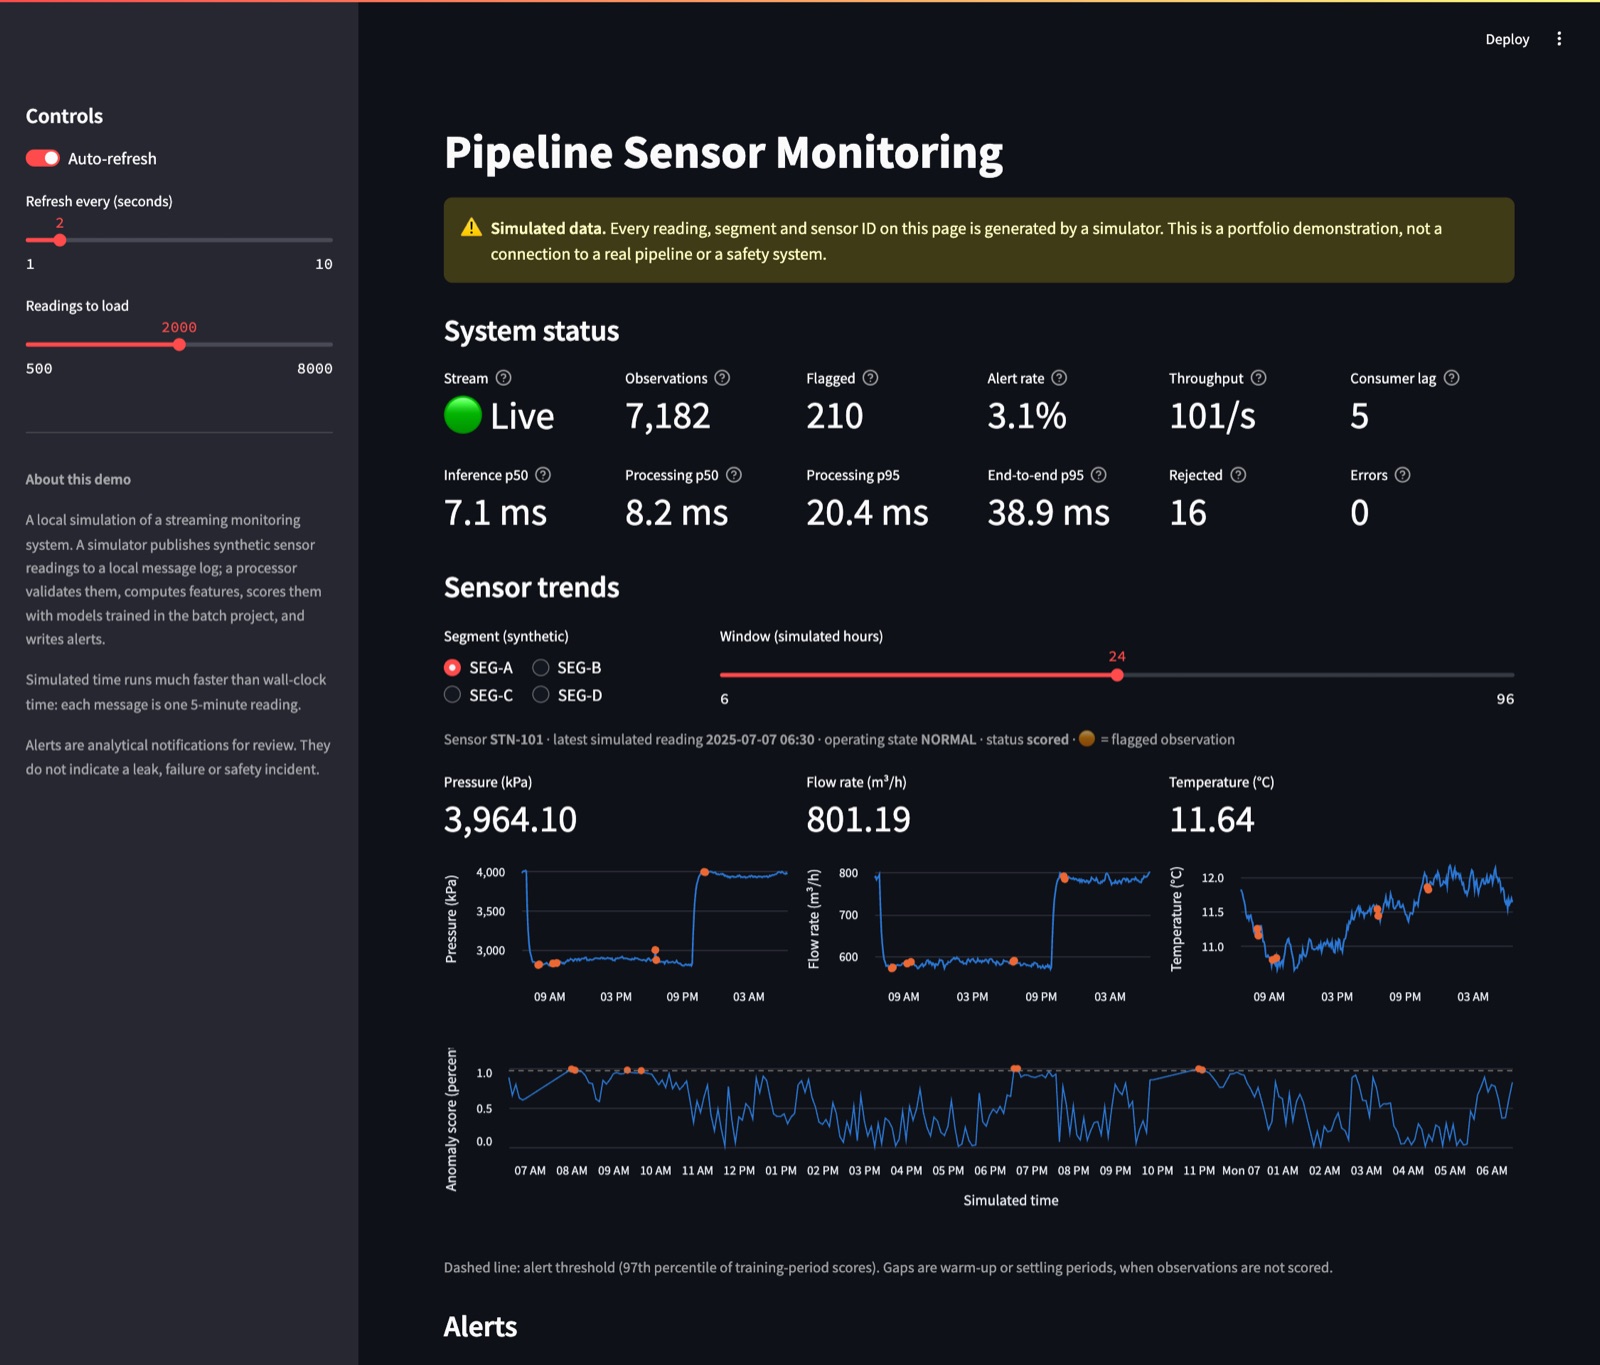 Deploy
Controls
Auto-refresh
Refresh every (seconds)
2
1 10
Readings to load
2000
500 8000
About this demo
A local simulation of a streaming monitoring
system. A simulator publishes synthetic sensor
readings to a local message log; a processor
validates them, computes features, scores them
with models trained in the batch project, and
writes alerts.
Simulated time runs much faster than wall-clock
time: each message is one 5-minute reading.
Alerts are analytical notifications for review. They
do not indicate a leak, failure or safety incident.
Pipeline Sensor Monitoring
Simulated data. Every reading, segment and sensor ID on this page is generated by a simulator. This is a portfolio demonstration, not a
connection to a real pipeline or a safety system.
System status
Stream Observations Flagged Alert rate Throughput Consumer lag
Live 7,182 210 3.1% 101/s 5
Inference p50 Processing p50 Processing p95 End-to-end p95 Rejected Errors
7.1 ms 8.2 ms 20.4 ms 38.9 ms 16 0
Sensor trends
Segment (synthetic) Window (simulated hours)
24
SEG-A SEG-B
SEG-C SEG-D
6 96
Sensor STN-101 · latest simulated reading 2025-07-07 06:30 · operating state NORMAL · status scored · = flagged observation
Pressure (kPa) Flow rate (m³/h) Temperature (°C)
3,964.10 801.19 11.64
Pressure (kPa)
4,000
3,500
3,000
09 AM 03 PM 09 PM 03 AM
Flow rate (m³/h)
800
700
600
09 AM 03 PM 09 PM 03 AM
Temperature (°C)
12.0
11.5
11.0
09 AM 03 PM 09 PM 03 AM
Anomaly score (percen
1.0
0.5
0.0
07 AM 08 AM 09 AM 10 AM 11 AM 12 PM 01 PM 02 PM 03 PM 04 PM 05 PM 06 PM 07 PM 08 PM 09 PM 10 PM 11 PM Mon 07 01 AM 02 AM 03 AM 04 AM 05 AM 06 AM
Simulated time
Dashed line: alert threshold (97th percentile of training-period scores). Gaps are warm-up or settling periods, when observations are not scored.
Alerts